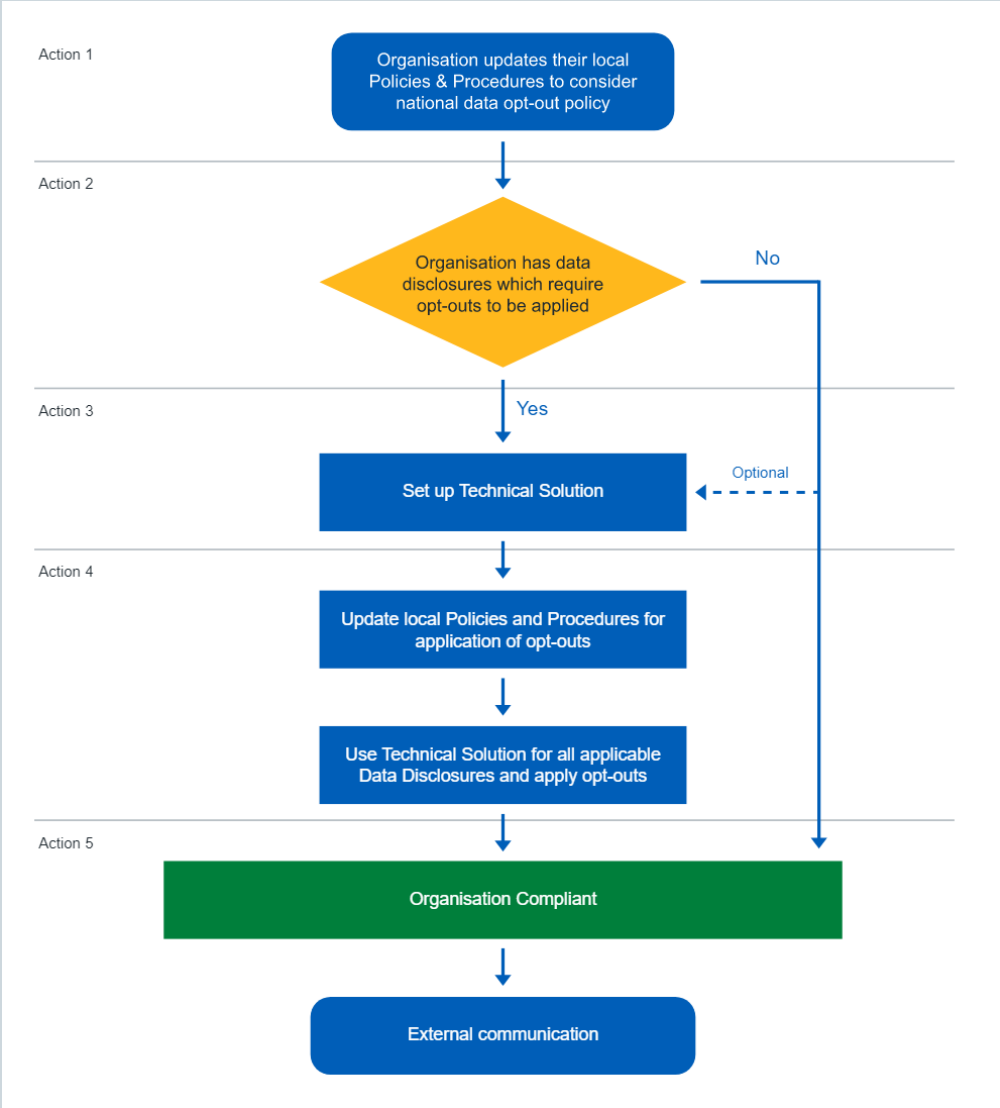 Action 1
Organisation updates their local
Policies & Procedures to consider
national data opt-out policy
Action 2
Organisation has data
disclosures which require
opt-outs to be applied
No
Action 3
Yes
Set up Technical Solution
Optional
Action 4
Update local Policies and Procedures for
application of opt-outs
Use Technical Solution for all applicable
Data Disclosures and apply opt-outs
Action 5
Organisation Compliant
External communication